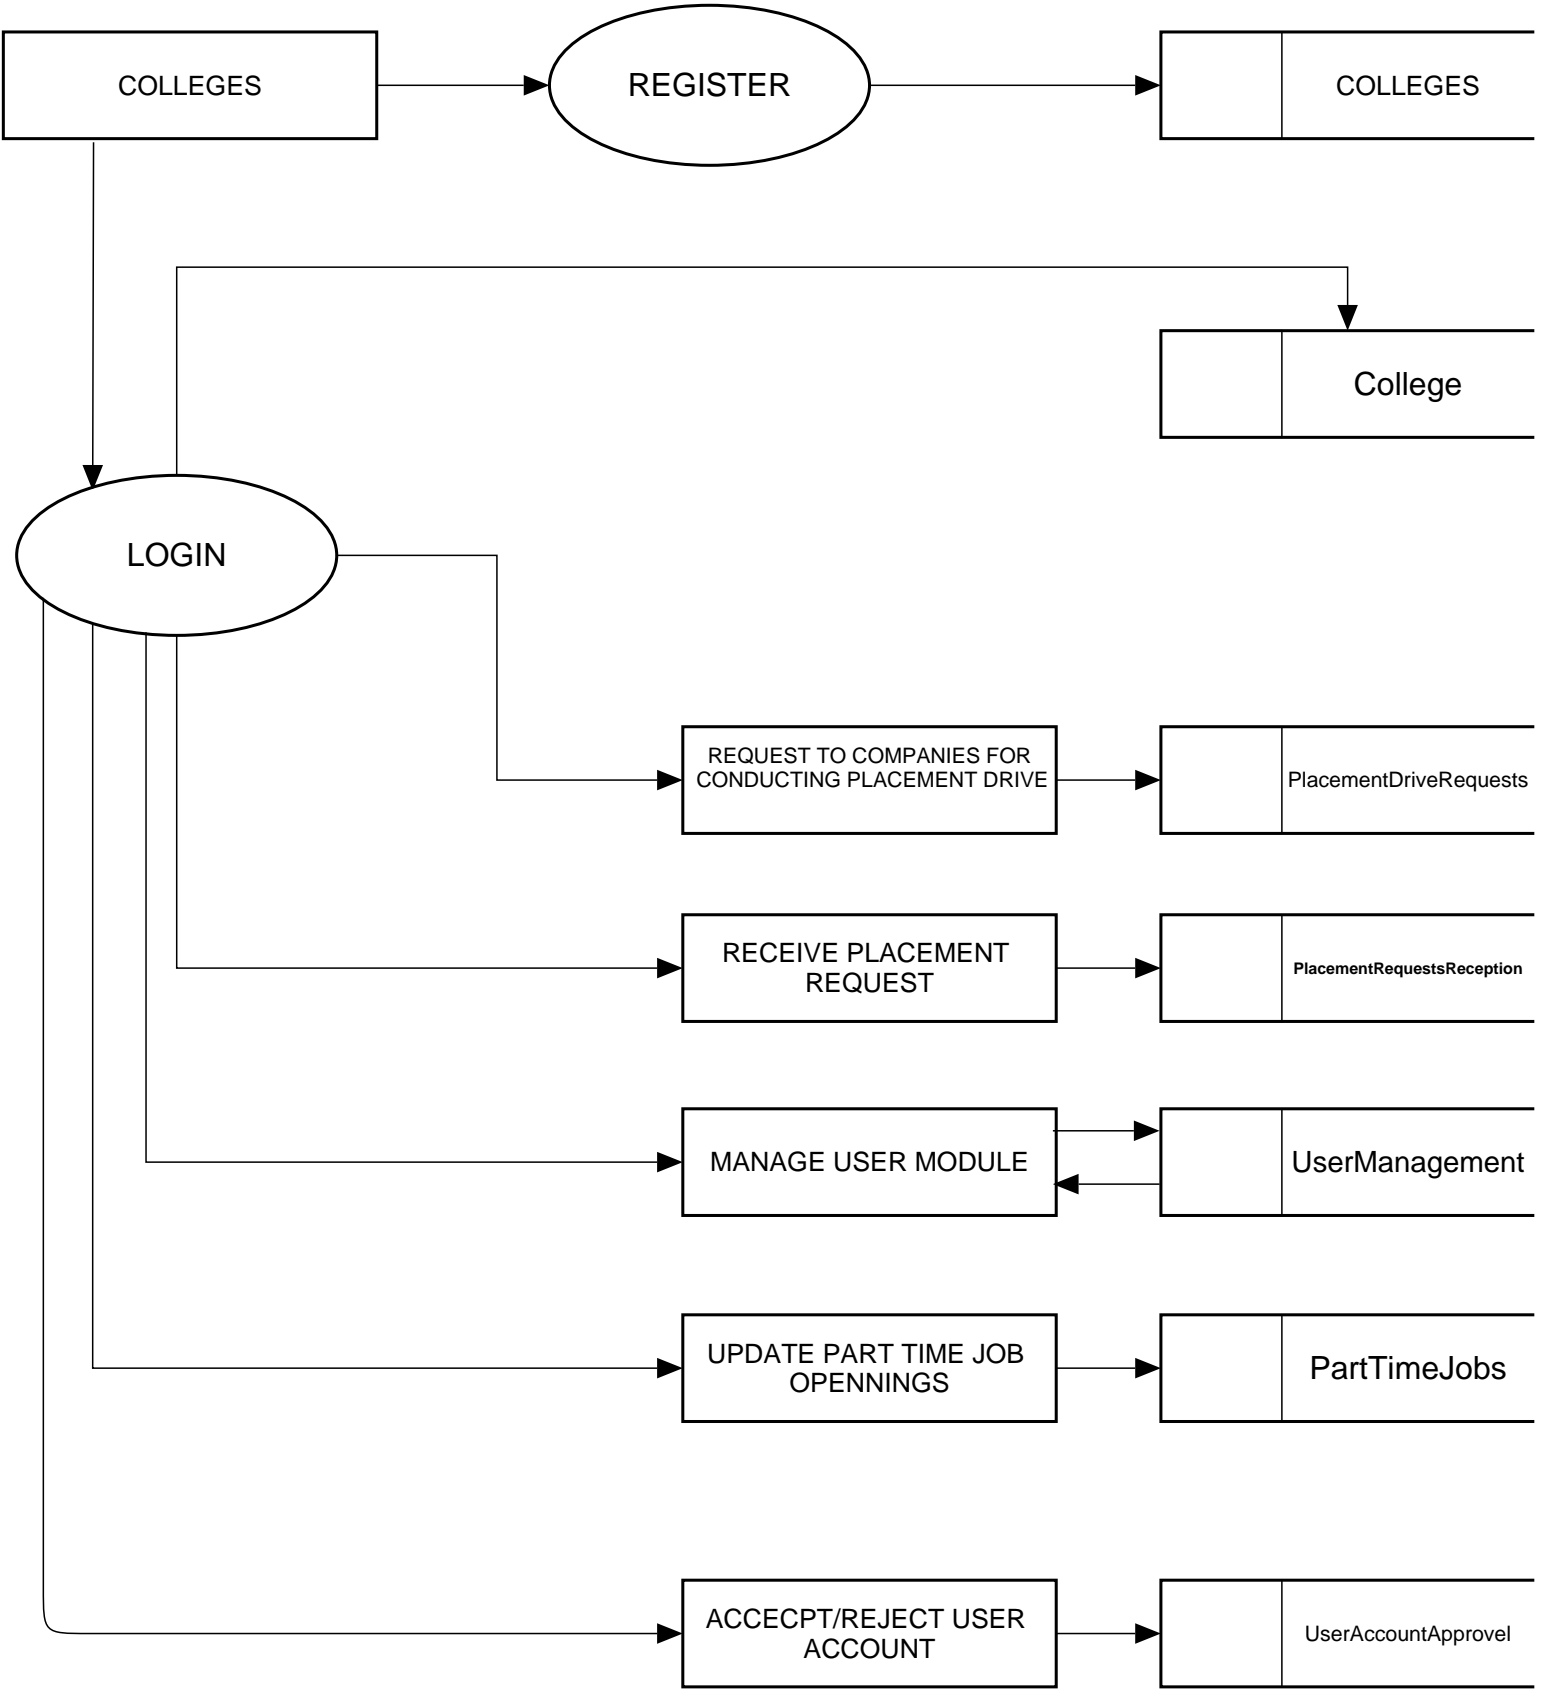 COLLEGES
REGISTER
COLLEGES
College
LOGIN
REQUEST TO COMPANIES FOR
CONDUCTING PLACEMENT DRIVE
PlacementDriveRequests
RECEIVE PLACEMENT
REQUEST
PlacementRequestsReception
MANAGE USER MODULE
UserManagement
UPDATE PART TIME JOB
OPENNINGS
PartTimeJobs
ACCECPT/REJECT USER
ACCOUNT
UserAccountApprovel